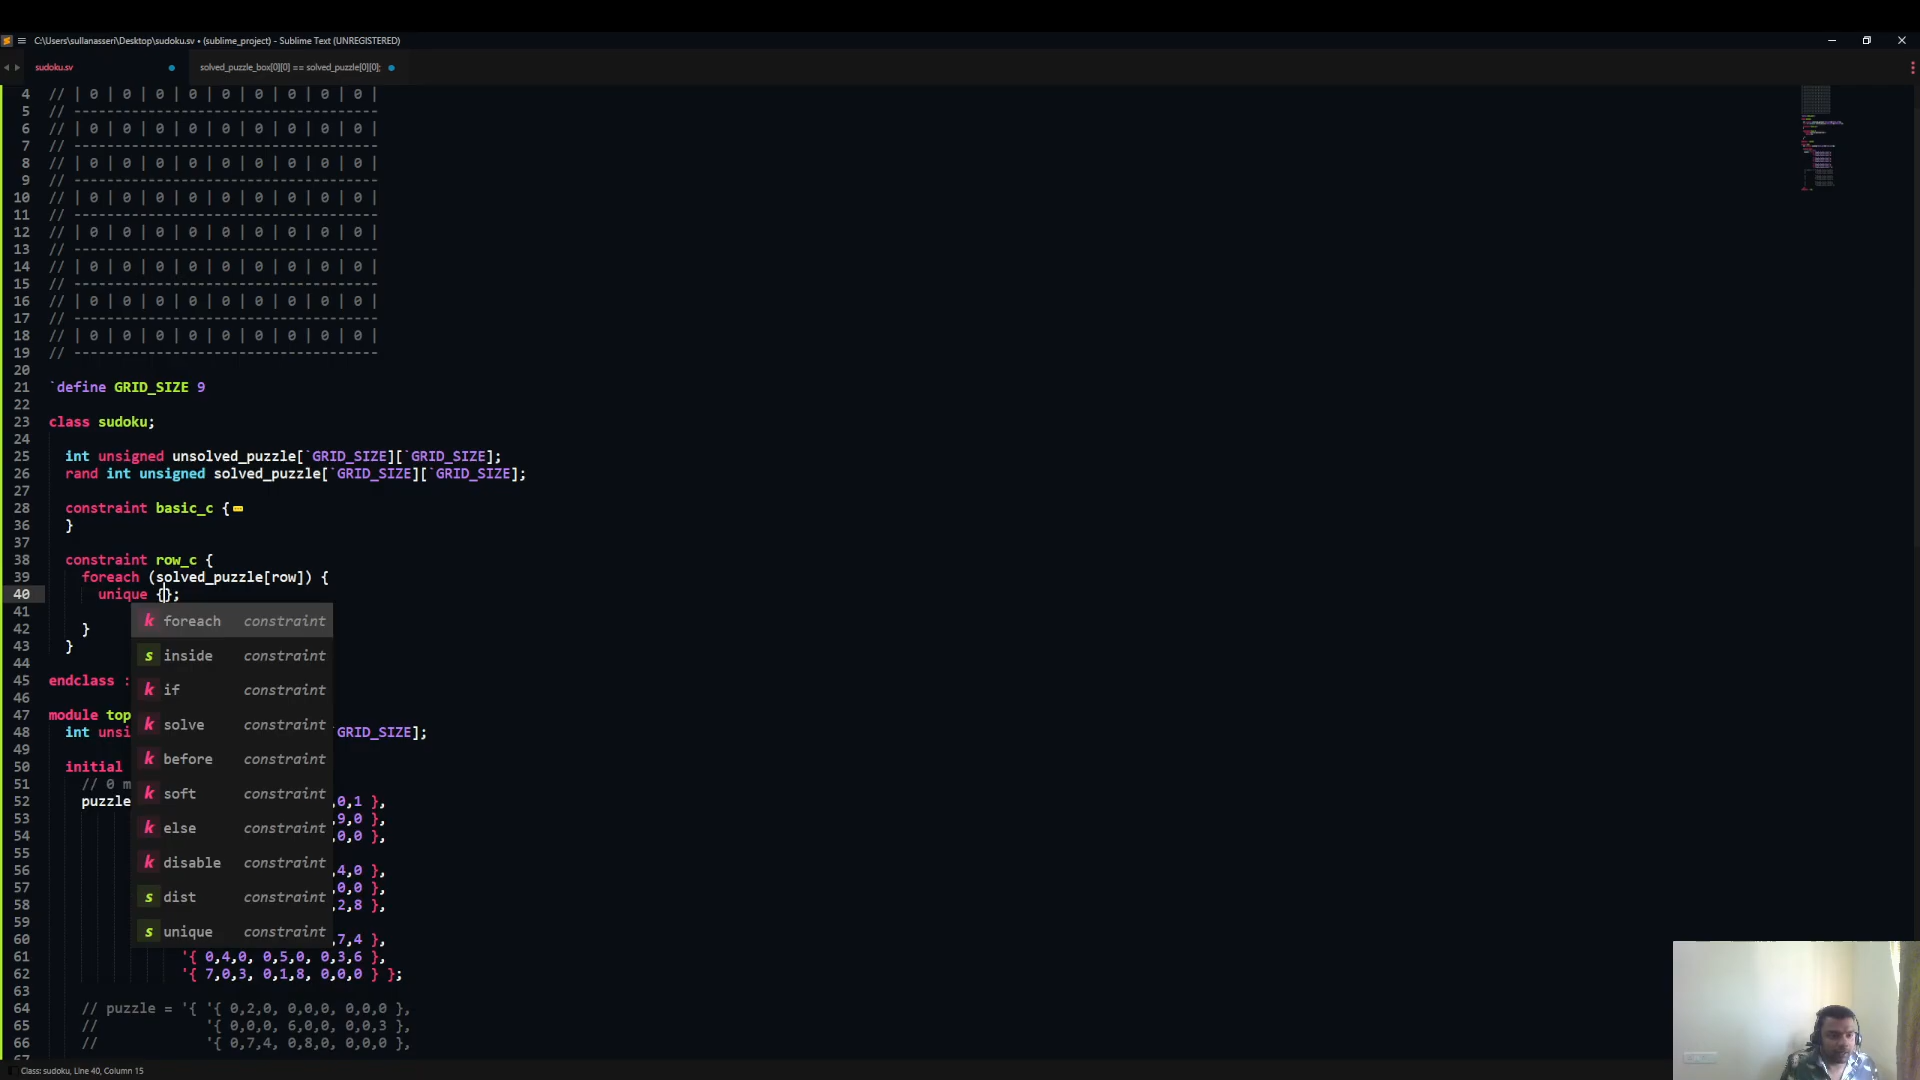 C:\Users\sullanasseri\Desktop\sudoku.sv • (sublime_project) - Sublime Text (UNREGISTERED)
sudoku.sv
solved_puzzle_box[0][0] == solved_puzzle[0][0];
4 // | 0 | 0 | 0 | 0 | 0 | 0 | 0 | 0 | 0 |
5 // -------------------------------------
6 // | 0 | 0 | 0 | 0 | 0 | 0 | 0 | 0 | 0 |
7 // -------------------------------------
8 // | 0 | 0 | 0 | 0 | 0 | 0 | 0 | 0 | 0 |
9 // -------------------------------------
10 // | 0 | 0 | 0 | 0 | 0 | 0 | 0 | 0 | 0 |
11 // -------------------------------------
12 // | 0 | 0 | 0 | 0 | 0 | 0 | 0 | 0 | 0 |
13 // -------------------------------------
14 // | 0 | 0 | 0 | 0 | 0 | 0 | 0 | 0 | 0 |
15 // -------------------------------------
16 // | 0 | 0 | 0 | 0 | 0 | 0 | 0 | 0 | 0 |
17 // -------------------------------------
18 // | 0 | 0 | 0 | 0 | 0 | 0 | 0 | 0 | 0 |
19 // -------------------------------------
20
21 `define GRID_SIZE 9
22
23 class sudoku;
24
25 int unsigned unsolved_puzzle[`GRID_SIZE][`GRID_SIZE];
26 rand int unsigned solved_puzzle[`GRID_SIZE][`GRID_SIZE];
27
28 constraint basic_c {
36 }
37
38 constraint row_c {
39 foreach (solved_puzzle[row]) {
40 unique {};
41
42 }
43 }
44
45 endclass :
46
47 module top
48 int unsi `GRID_SIZE];
49
50 initial
51 // 0 m
52 puzzle ,0,1 },
53 ,9,0 },
54 ,0,0 },
55
56 ,4,0 },
57 ,0,0 },
58 ,2,8 },
59
60 ,7,4 },
61 '{ 0,4,0, 0,5,0, 0,3,6 },
62 '{ 7,0,3, 0,1,8, 0,0,0 } };
63
64 // puzzle = '{ '{ 0,2,0, 0,0,0, 0,0,0 },
65 // '{ 0,0,0, 6,0,0, 0,0,3 },
66 // '{ 0,7,4, 0,8,0, 0,0,0 },
67
k foreach constraint
s inside constraint
k if constraint
k solve constraint
k before constraint
k soft constraint
k else constraint
k disable constraint
s dist constraint
s unique constraint
Class: sudoku, Line 40, Column 15